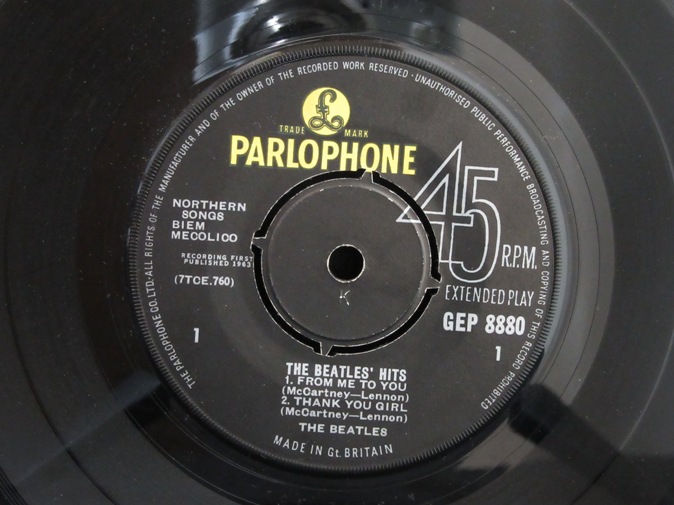 THE PARLOPHONE CO. LTD.·ALL RIGHTS OF THE MANUFACTURER AND OF THE OWNER OF THE RECORDED WORK RESERVED · UNAUTHORISED PUBLIC PERFORMANCE BROADCASTING AND COPYING OF THIS RECORD PROHIBITED
£
TRADE MARK
PARLOPHONE
45
R.P.M.
EXTENDED PLAY
GEP 8880
1
NORTHERN
SONGS
BIEM
MECOLICO
RECORDING FIRST
PUBLISHED 1963
(7TCE.760)
1
K
THE BEATLES' HITS
1. FROM ME TO YOU
(McCartney—Lennon)
2. THANK YOU GIRL
(McCartney—Lennon)
THE BEATLES
MADE IN Gt. BRITAIN